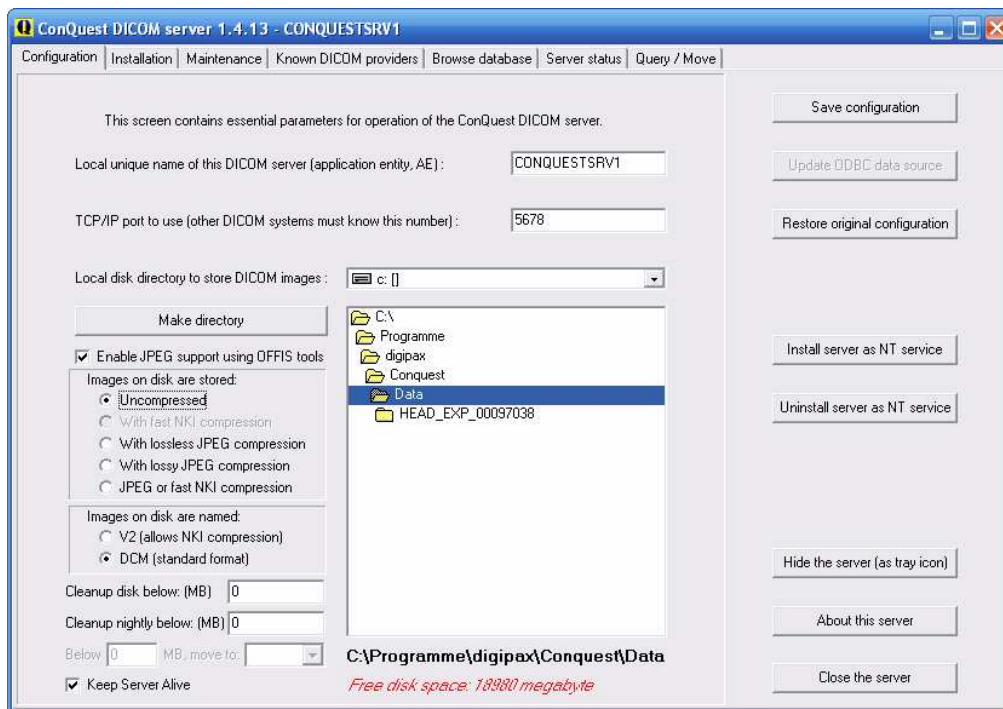 ConQuest DICOM server 1.4.13 - CONQUESTSRV1
Configuration Installation Maintenance Known DICOM providers Browse database Server status Query / Move
This screen contains essential parameters for operation of the ConQuest DICOM server.
Local unique name of this DICOM server (application entity, AE) : CONQUESTSRV1
TCP/IP port to use (other DICOM systems must know this number) : 5678
Local disk directory to store DICOM images : c: []
Make directory
Enable JPEG support using OFFIS tools
Images on disk are stored:
Uncompressed
With fast NKI compression
With lossless JPEG compression
With lossy JPEG compression
JPEG or fast NKI compression
Images on disk are named:
V2 (allows NKI compression)
DCM (standard format)
Cleanup disk below: (MB) 0
Cleanup nightly below: (MB) 0
Below 0 MB, move to:
Keep Server Alive
C:\
Programme
digipax
Conquest
Data
HEAD_EXP_00097038
C:\Programme\digipax\Conquest\Data
Free disk space: 18980 megabyte
Save configuration
Update ODBC data source
Restore original configuration
Install server as NT service
Uninstall server as NT service
Hide the server (as tray icon)
About this server
Close the server